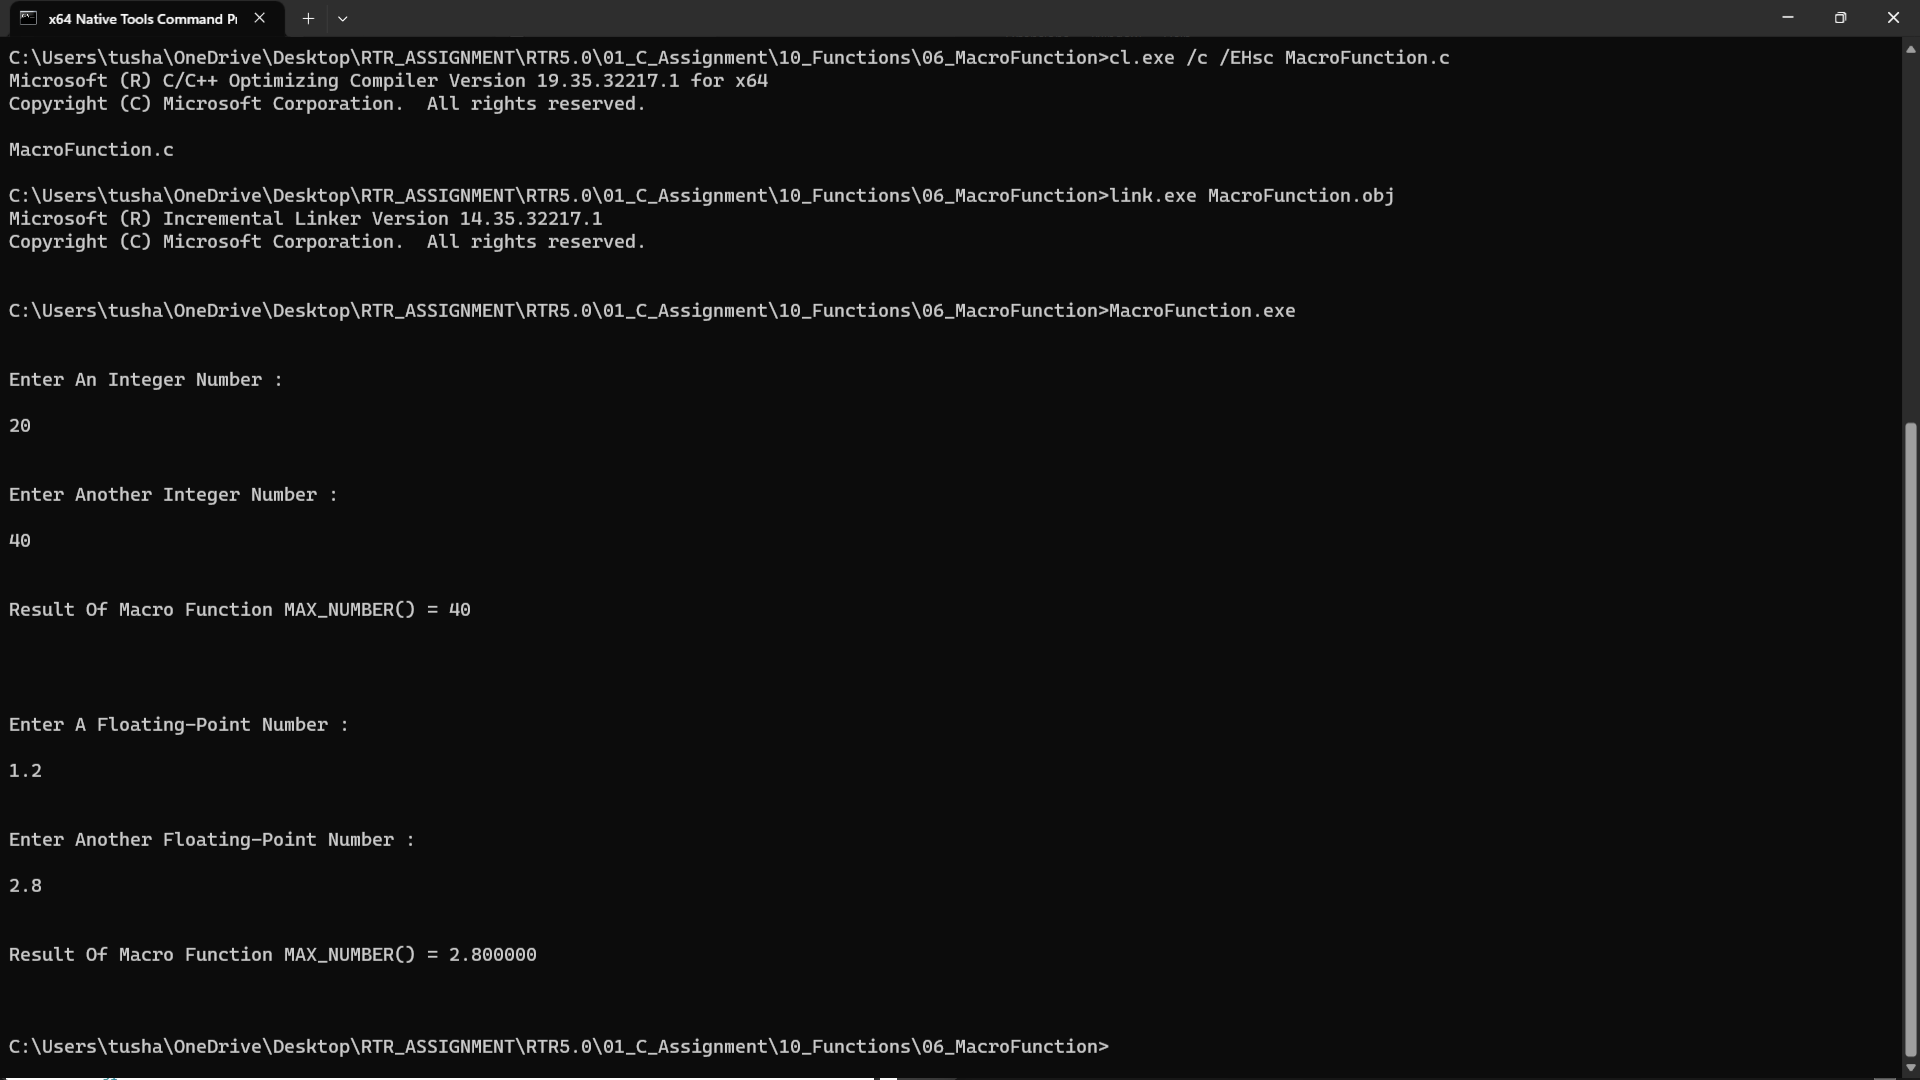 x64 Native Tools Command P
C:\Users\tusha\OneDrive\Desktop\RTR_ASSIGNMENT\RTR5.0\01_C_Assignment\10_Functions\06_MacroFunction>cl.exe /c /EHsc MacroFunction.c
Microsoft (R) C/C++ Optimizing Compiler Version 19.35.32217.1 for x64
Copyright (C) Microsoft Corporation.  All rights reserved.
MacroFunction.c
C:\Users\tusha\OneDrive\Desktop\RTR_ASSIGNMENT\RTR5.0\01_C_Assignment\10_Functions\06_MacroFunction>link.exe MacroFunction.obj
Microsoft (R) Incremental Linker Version 14.35.32217.1
Copyright (C) Microsoft Corporation.  All rights reserved.
C:\Users\tusha\OneDrive\Desktop\RTR_ASSIGNMENT\RTR5.0\01_C_Assignment\10_Functions\06_MacroFunction>MacroFunction.exe
Enter An Integer Number :
20
Enter Another Integer Number :
40
Result Of Macro Function MAX_NUMBER() = 40
Enter A Floating-Point Number :
1.2
Enter Another Floating-Point Number :
2.8
Result Of Macro Function MAX_NUMBER() = 2.800000
C:\Users\tusha\OneDrive\Desktop\RTR_ASSIGNMENT\RTR5.0\01_C_Assignment\10_Functions\06_MacroFunction>